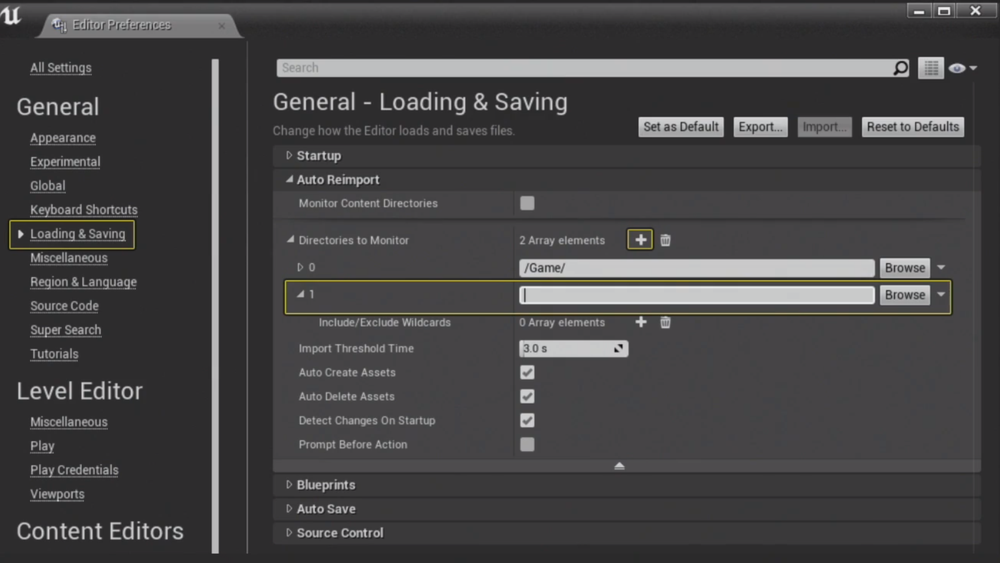 Editor Preferences
All Settings
General
Appearance
Experimental
Global
Keyboard Shortcuts
Loading & Saving
Miscellaneous
Region & Language
Source Code
Super Search
Tutorials
Level Editor
Miscellaneous
Play
Play Credentials
Viewports
Content Editors
Search
General - Loading & Saving
Change how the Editor loads and saves files.
Set as Default Export... Import... Reset to Defaults
Startup
Auto Reimport
Monitor Content Directories
Directories to Monitor 2 Array elements
0 /Game/ Browse
1 Browse
Include/Exclude Wildcards 0 Array elements
Import Threshold Time 3.0 s
Auto Create Assets
Auto Delete Assets
Detect Changes On Startup
Prompt Before Action
Blueprints
Auto Save
Source Control